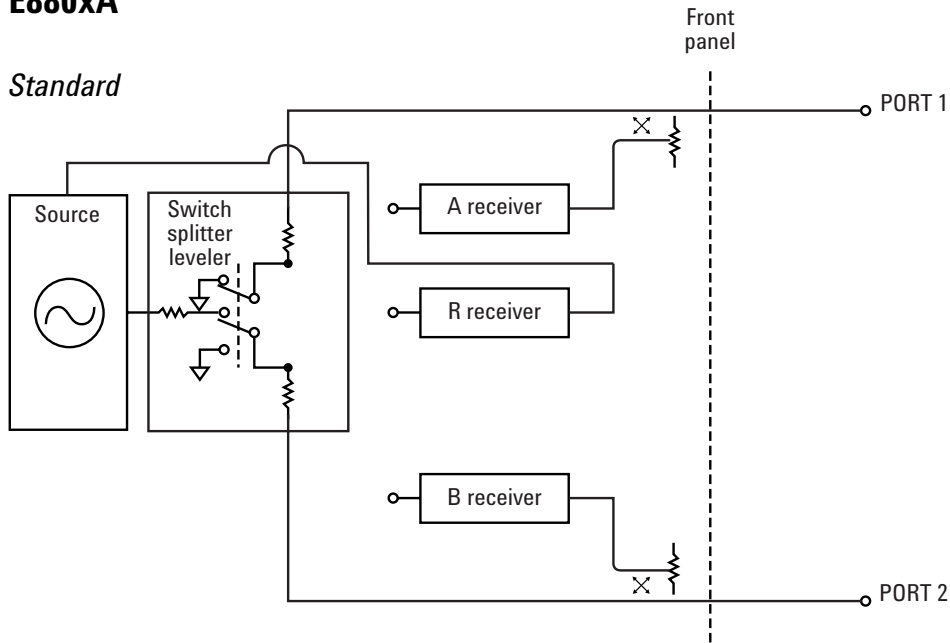 E880xA
Standard
Front
panel
PORT 1
Source
Switch
splitter
leveler
A receiver
R receiver
B receiver
PORT 2